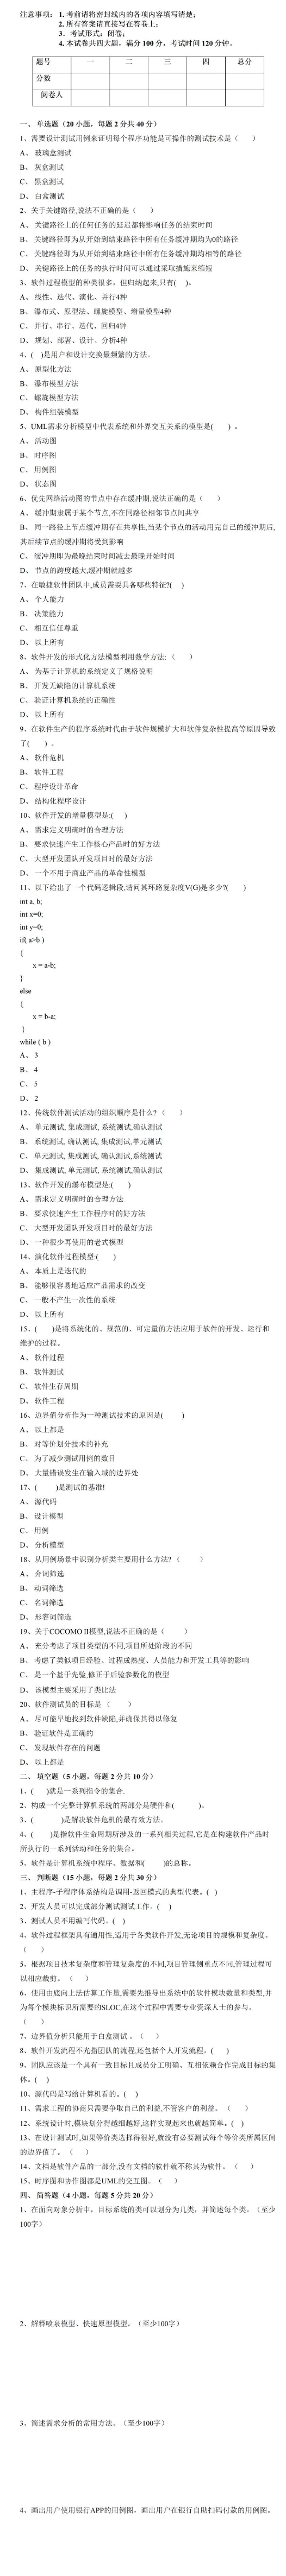 注意事项：1. 考前请将密封线内的各项内容填写清楚；
2. 所有答案请直接写在答卷上；
3. 考试形式：闭卷；
4. 本试卷共四大题，满分 100 分，考试时间 120 分钟。
题号 一 二 三 四 总分
分数
阅卷人
一、 单选题（20 小题，每题 2 分共 40 分）
1、需要设计测试用例来证明每个程序功能是可操作的测试技术是（ ）
A、 玻璃盒测试
B、 灰盒测试
C、 黑盒测试
D、 白盒测试
2、关于关键路径,说法不正确的是（ ）
A、 关键路径上的任何任务的延迟都将影响任务的结束时间
B、 关键路径即为从开始到结束路径中所有任务缓冲期均为0的路径
C、 关键路径即为从开始到结束路径中所有任务缓冲期均相等的路径
D、 关键路径上的任务的执行时间可以通过采取措施来缩短
3、软件过程模型的种类很多，但归纳起来,只有( )。
A、 线性、迭代、演化、并行4种
B、 瀑布式、原型法、螺旋模型、增量模型4种
C、 并行、串行、迭代、回归4钟
D、 规划、部署、设计、分析4种
4、( )是用户和设计交换最频繁的方法。
A、 原型化方法
B、 瀑布模型方法
C、 螺旋模型方法
D、 构件组装模型
5、UML需求分析模型中代表系统和外界交互关系的模型是( ) 。
A、 活动图
B、 时序图
C、 用例图
D、 状态图
6、优先网络活动图的节点中存在缓冲期,说法正确的是（ ）
A、 缓冲期隶属于某个节点,不在同路径相邻节点间共享
B、 同一路径上节点缓冲期存在共享性,当某个节点的活动用完自己的缓冲期后,
其后续节点的缓冲期将受到影响
C、 缓冲期即为最晚结束时间减去最晚开始时间
D、 节点的跨度越大,缓冲期就越多
7、在敏捷软件团队中,成员需要具备哪些特征?( )
A、 个人能力
B、 决策能力
C、 相互信任尊重
D、 以上所有
8、软件开发的形式化方法模型利用数学方法: （ ）
A、 为基于计算机的系统定义了规格说明
B、 开发无缺陷的计算机系统
C、 验证计算机系统的正确性
D、 以上所有
9、在软件生产的程序系统时代由于软件规模扩大和软件复杂性提高等原因导致
了( ) 。
A、 软件危机
B、 软件工程
C、 程序设计革命
D、 结构化程序设计
10、软件开发的增量模型是:( )
A、 需求定义明确时的合理方法
B、 要求快速产生工作核心产品时的好方法
C、 大型开发团队开发项目时的最好方法
D、 一个不用于商业产品的革命性模型
11、以下给出了一个代码逻辑段,请问其环路复杂度V(G)是多少?( )
int a, b;
int x=0;
int y=0;
if( a>b )
{
x = a-b;
}
else
{
x = b-a;
}
while ( b )
A、 3
B、 4
C、 5
D、 2
12、传统软件测试活动的组织顺序是什么?（ ）
A、 单元测试, 集成测试, 系统测试,确认测试
B、 系统测试, 确认测试, 集成测试,单元测试
C、 单元测试, 集成测试, 确认测试,系统测试
D、 集成测试, 单元测试, 系统测试,确认测试
13、软件开发的瀑布模型是:( )
A、 需求定义明确时的合理方法
B、 要求快速产生工作程序时的好方法
C、 大型开发团队开发项目时的最好方法
D、 一种很少再使用的老式模型
14、演化软件过程模型:( )
A、 本质上是迭代的
B、 能够很容易地适应产品需求的改变
C、 一般不产生一次性的系统
D、 以上所有
15、( )是将系统化的、规范的、可定量的方法应用于软件的开发、运行和
维护的过程。
A、 软件过程
B、 软件测试
C、 软件生存周期
D、 软件工程
16、边界值分析作为一种测试技术的原因是( )
A、 以上都是
B、 对等价划分技术的补充
C、 为了减少测试用例的数目
D、 大量错误发生在输入域的边界处
17、( )是测试的基准!
A、 源代码
B、 设计模型
C、 用例
D、 分析模型
18、从用例场景中识别分析类主要用什么方法? （ ）
A、 介词筛选
B、 动词筛选
C、 名词筛选
D、 形容词筛选
19、关于COCOMO II模型,说法不正确的是（ ）
A、 充分考虑了项目类型的不同,项目所处阶段的不同
B、 考虑了类似项目经验、过程成熟度、人员能力和开发工具等的影响
C、 是一个基于先验,修正于后验参数化的模型
D、 该模型主要采用了类比法
20、软件测试员的目标是 （ ）
A、 尽可能早地找到软件缺陷,并确保其得以修复
B、 验证软件是正确的
C、 发现软件存在的问题
D、 以上都是
二、 填空题（5 小题，每题 2 分共 10 分）
1、( )就是一系列指令的集合.
2、构成一个完整计算机系统的两部分是硬件和( )。
3、( )是解决软件危机的最有效方法。
4、( )是指软件生命周期所涉及的一系列相关过程,它是在构建软件产品时
所执行的一系列活动和任务的集合。
5、软件是计算机系统中程序、数据和( )的总称。
三、 判断题（15 小题，每题 2 分共 30 分）
1、主程序-子程序体系结构是调用-返回模式的典型代表。( )
2、开发人员可以完成部分测试测试工作。( )
3、测试人员不用编写代码。( )
4、软件过程框架具有通用性,适用于各类软件开发,无论项目的规模和复杂度。
（ ）
5、根据项目技术复杂度和管理复杂度的不同,项目管理侧重点不同,管理过程可
以相应裁剪。（ ）
6、使用由底向上法估算工作量,需要先推导出系统中的软件模块数量和类型,并
为每个模块标识所需要的SLOC,在这个过程中需要专业资深人士的参与。
（ ）
7、边界值分析只能用于白盒测试 。（ ）
8、软件开发流程不光指团队的流程,还包括个人开发流程。( )
9、团队应该是一个具有一致目标且成员分工明确、互相依赖合作完成目标的集
体。( )
10、源代码是写给计算机看的。( )
11、需求工程的协商只需要争取自己的利益,不管客户的利益。 （ ）
12、系统设计时,模块划分得越细越好,这样实现起来也就越简单。( )
13、在设计测试时,如果等价类选择得很好,就没有必要测试每个等价类所属区间
的边界值了。（ ）
14、文档是软件产品的一部分,没有文档的软件就不称其为软件。（ ）
15、时序图和协作图都是UML的交互图。（ ）
四、 简答题（4 小题，每题 5 分共 20 分）
1、在面向对象分析中，目标系统的类可以划分为几类，并简述每个类。（至少
100字）
2、解释喷泉模型、快速原型模型。（至少100字）
3、简述需求分析的常用方法。（至少100字）
4、画出用户使用银行APP的用例图，画出用户在银行自助扫码付款的用例图。